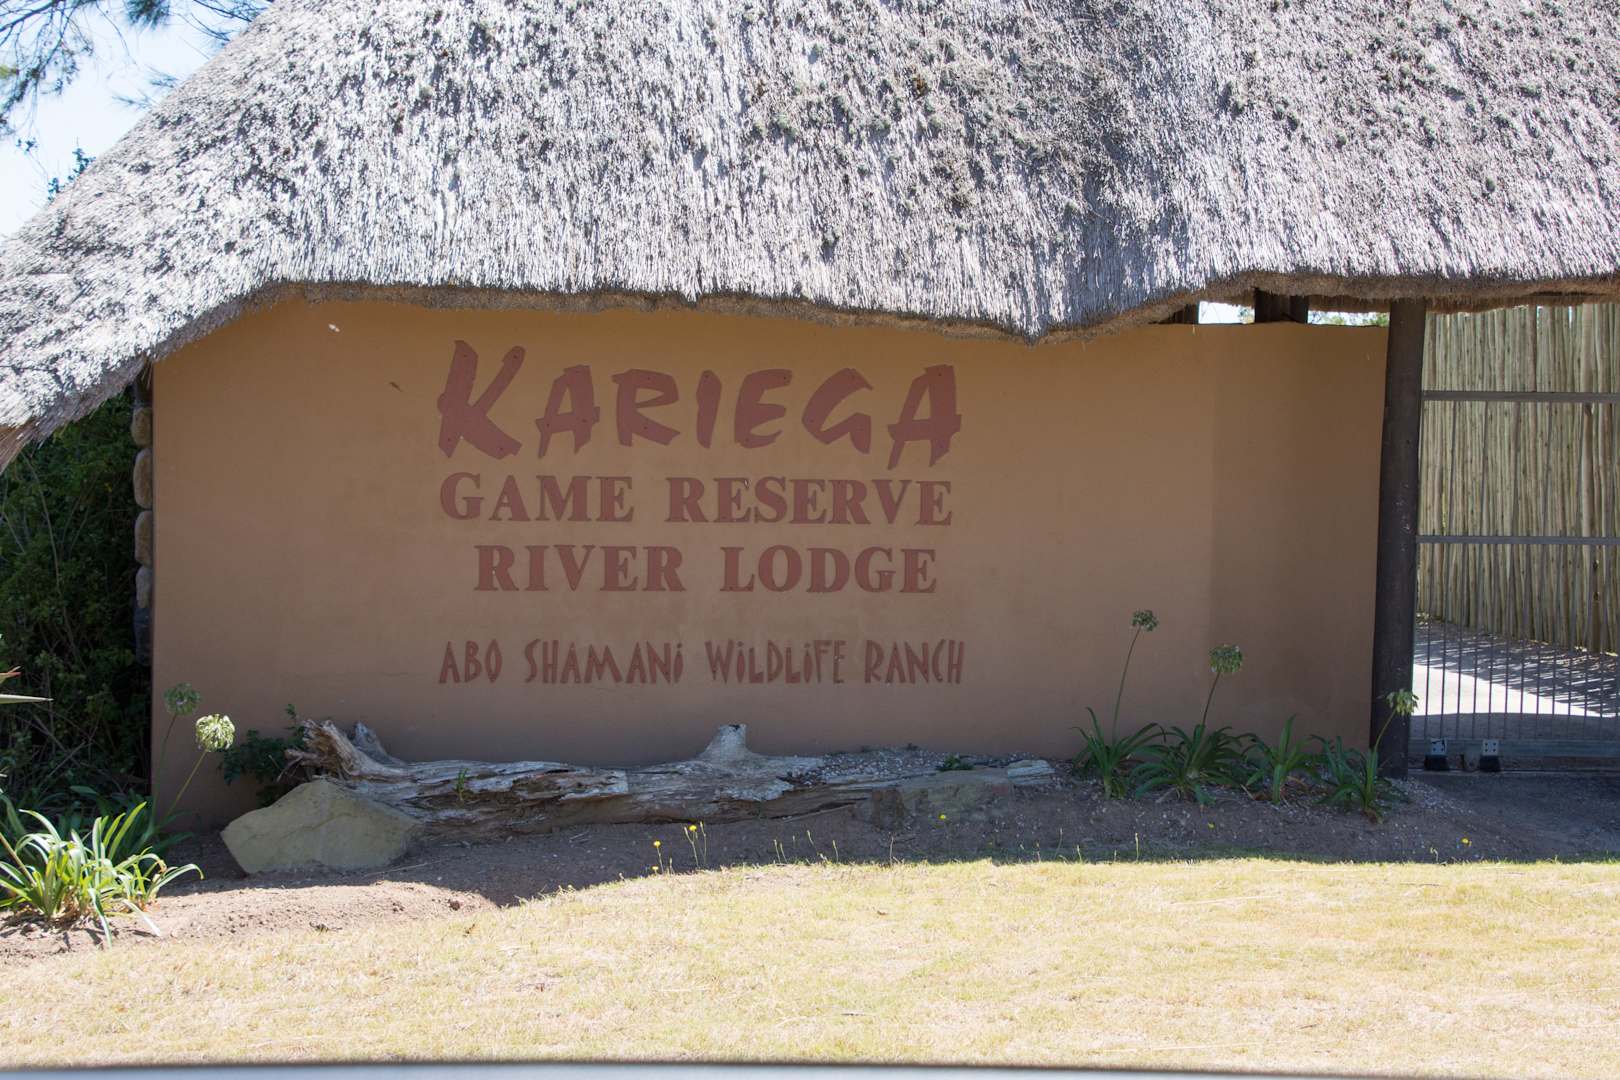 KARIEGA
GAME RESERVE
RIVER LODGE
ABO SHAMANi WiLDLiFE RANCH